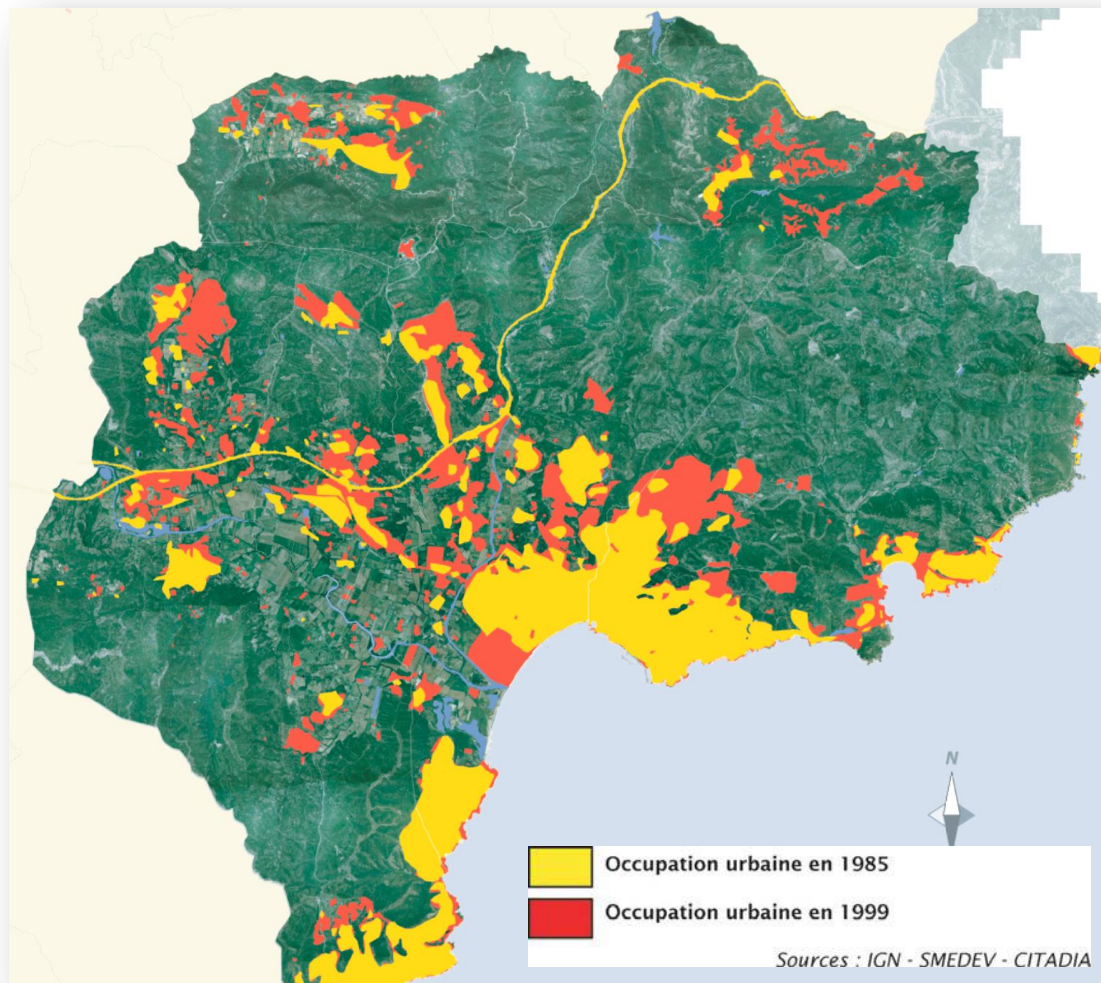 N
Occupation urbaine en 1985
Occupation urbaine en 1999
Sources : IGN - SMEDEV - CITADIA